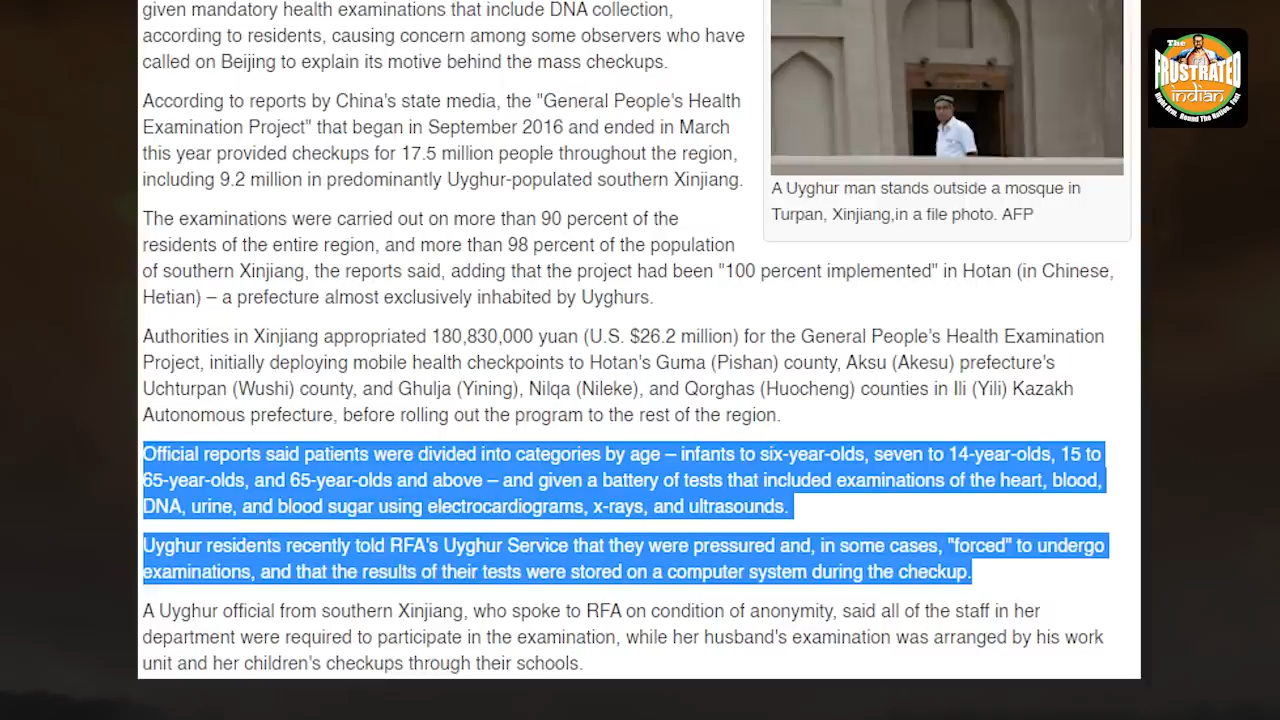 given mandatory health examinations that include DNA collection,
according to residents, causing concern among some observers who have
called on Beijing to explain its motive behind the mass checkups.
According to reports by China's state media, the "General People's Health
Examination Project" that began in September 2016 and ended in March
this year provided checkups for 17.5 million people throughout the region,
including 9.2 million in predominantly Uyghur-populated southern Xinjiang.
The examinations were carried out on more than 90 percent of the
residents of the entire region, and more than 98 percent of the population
of southern Xinjiang, the reports said, adding that the project had been "100 percent implemented" in Hotan (in Chinese,
Hetian) – a prefecture almost exclusively inhabited by Uyghurs.
Authorities in Xinjiang appropriated 180,830,000 yuan (U.S. $26.2 million) for the General People's Health Examination
Project, initially deploying mobile health checkpoints to Hotan's Guma (Pishan) county, Aksu (Akesu) prefecture's
Uchturpan (Wushi) county, and Ghulja (Yining), Nilqa (Nileke), and Qorghas (Huocheng) counties in Ili (Yili) Kazakh
Autonomous prefecture, before rolling out the program to the rest of the region.
Official reports said patients were divided into categories by age – infants to six-year-olds, seven to 14-year-olds, 15 to
65-year-olds, and 65-year-olds and above – and given a battery of tests that included examinations of the heart, blood,
DNA, urine, and blood sugar using electrocardiograms, x-rays, and ultrasounds.
Uyghur residents recently told RFA's Uyghur Service that they were pressured and, in some cases, "forced" to undergo
examinations, and that the results of their tests were stored on a computer system during the checkup.
A Uyghur official from southern Xinjiang, who spoke to RFA on condition of anonymity, said all of the staff in her
department were required to participate in the examination, while her husband's examination was arranged by his work
unit and her children's checkups through their schools.
A Uyghur man stands outside a mosque in
Turpan, Xinjiang,in a file photo. AFP
The
FRUSTRATED
indian
Right Arm, Round The Nation, Fast